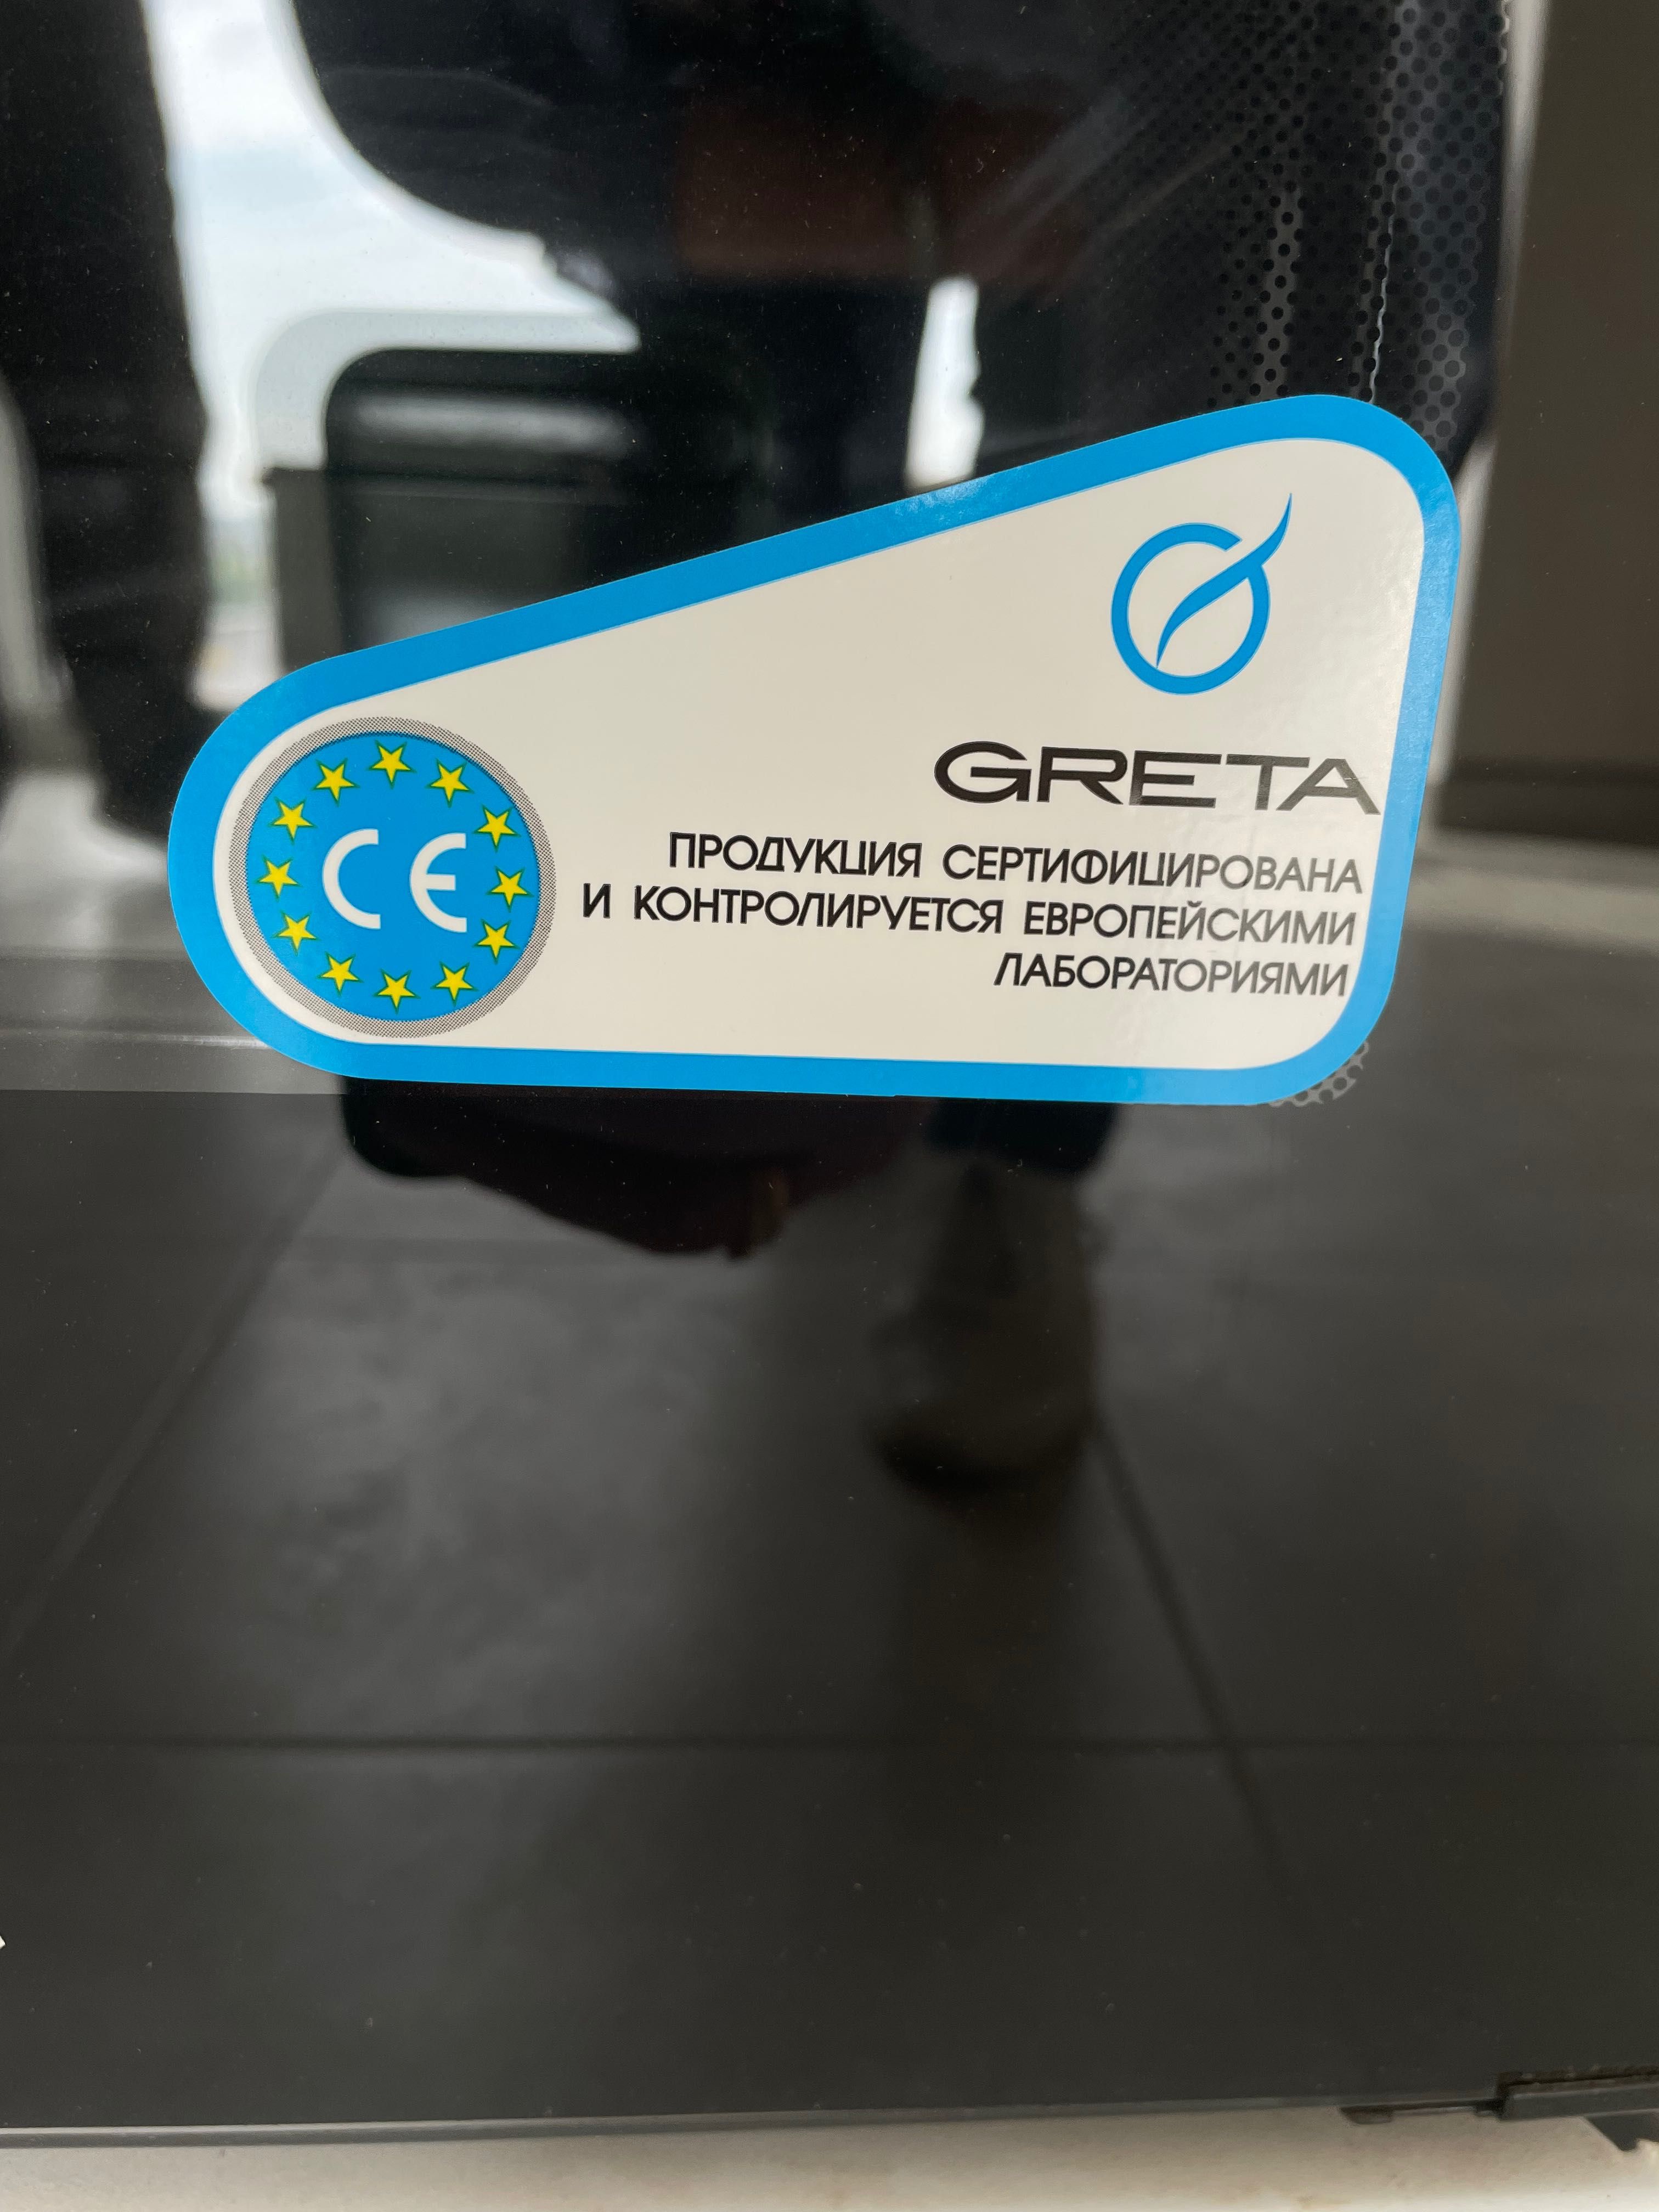 GRETA
CE
ПРОДУКЦИЯ СЕРТИФИЦИРОВАНА
И КОНТРОЛИРУЕТСЯ ЕВРОПЕЙСКИМИ
ЛАБОРАТОРИЯМИ